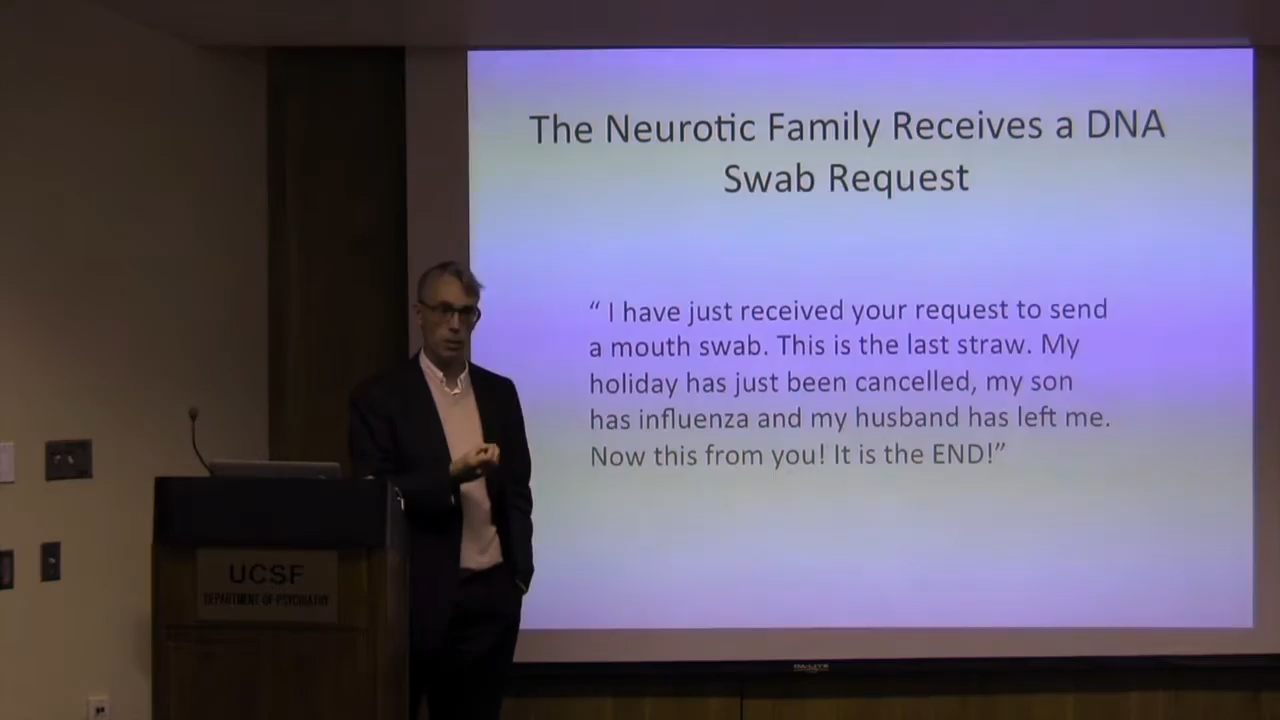 The Neurotic Family Receives a DNA
Swab Request
“ I have just received your request to send
a mouth swab. This is the last straw. My
holiday has just been cancelled, my son
has influenza and my husband has left me.
Now this from you! It is the END!”
UCSF
DEPARTMENT OF PSYCHIATRY
DA-LITE